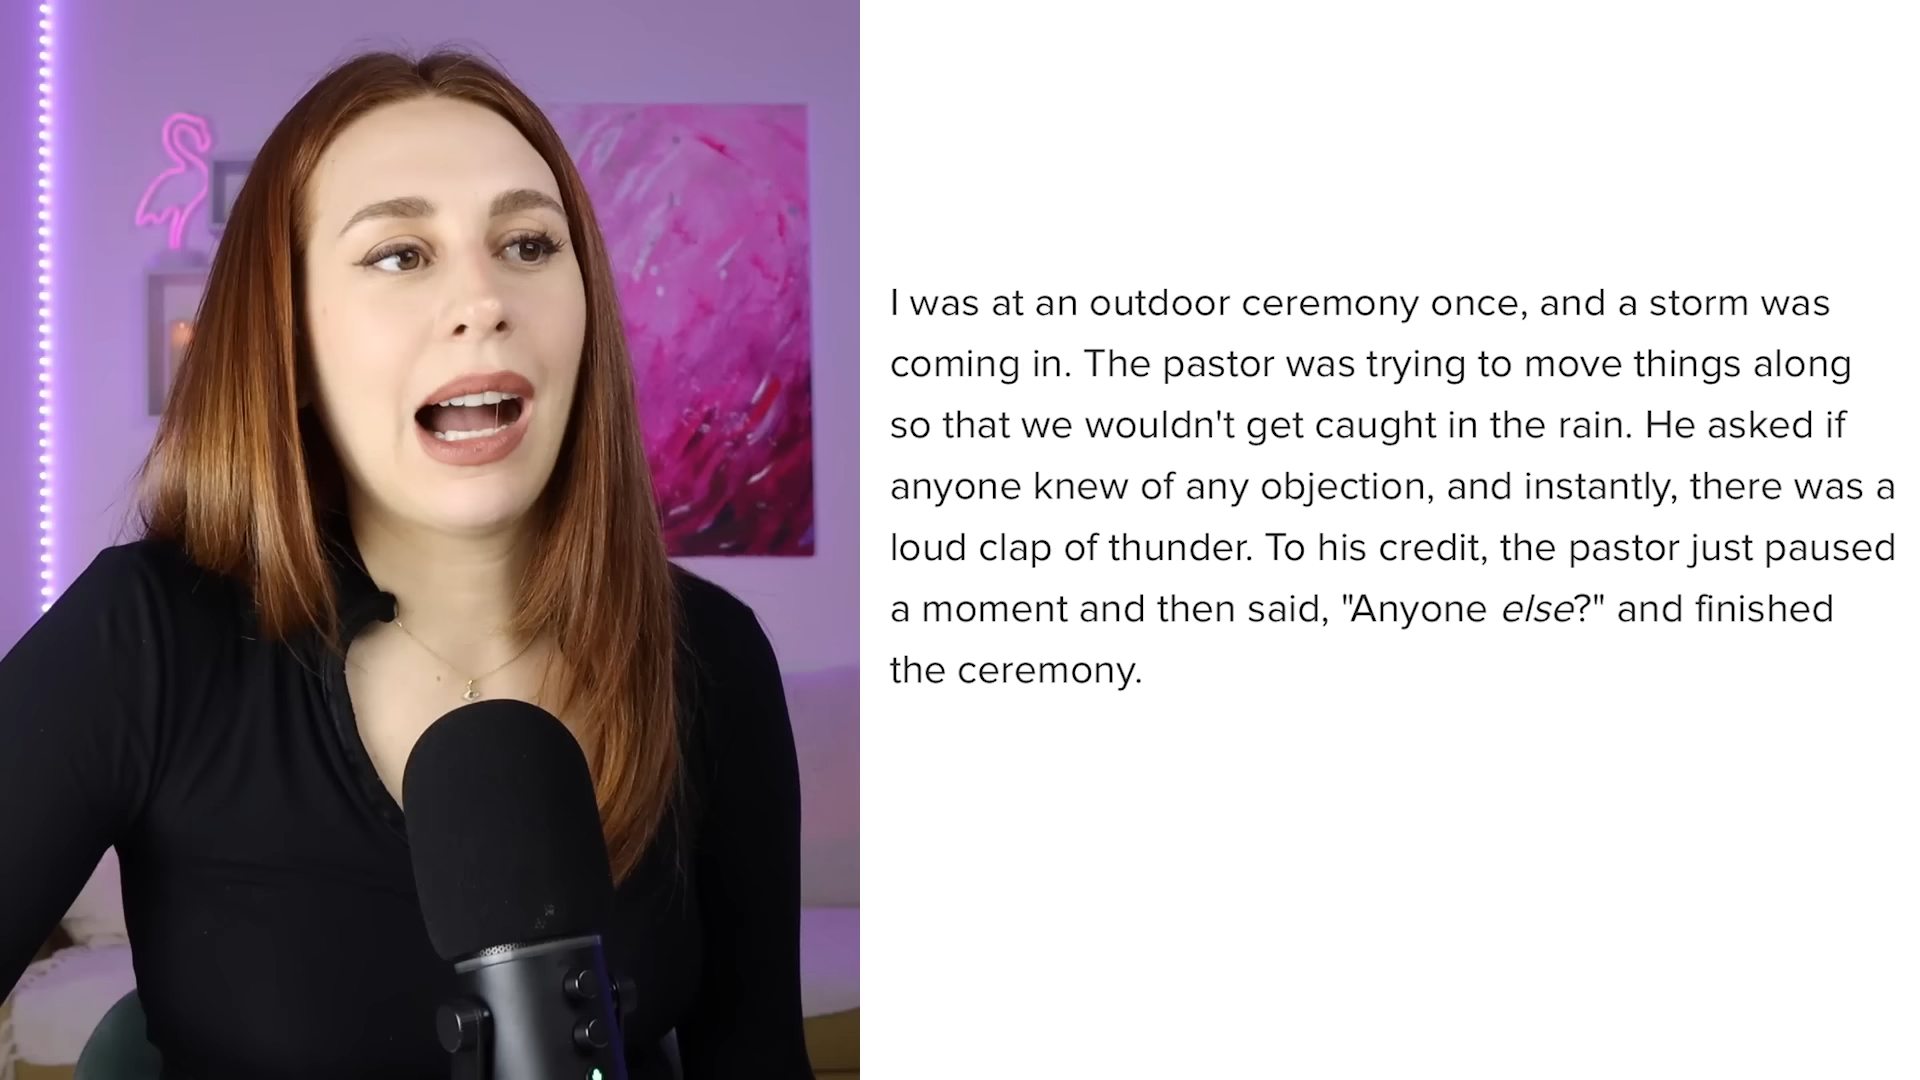 I was at an outdoor ceremony once, and a storm was
coming in. The pastor was trying to move things along
so that we wouldn't get caught in the rain. He asked if
anyone knew of any objection, and instantly, there was a
loud clap of thunder. To his credit, the pastor just paused
a moment and then said, "Anyone else?" and finished
the ceremony.